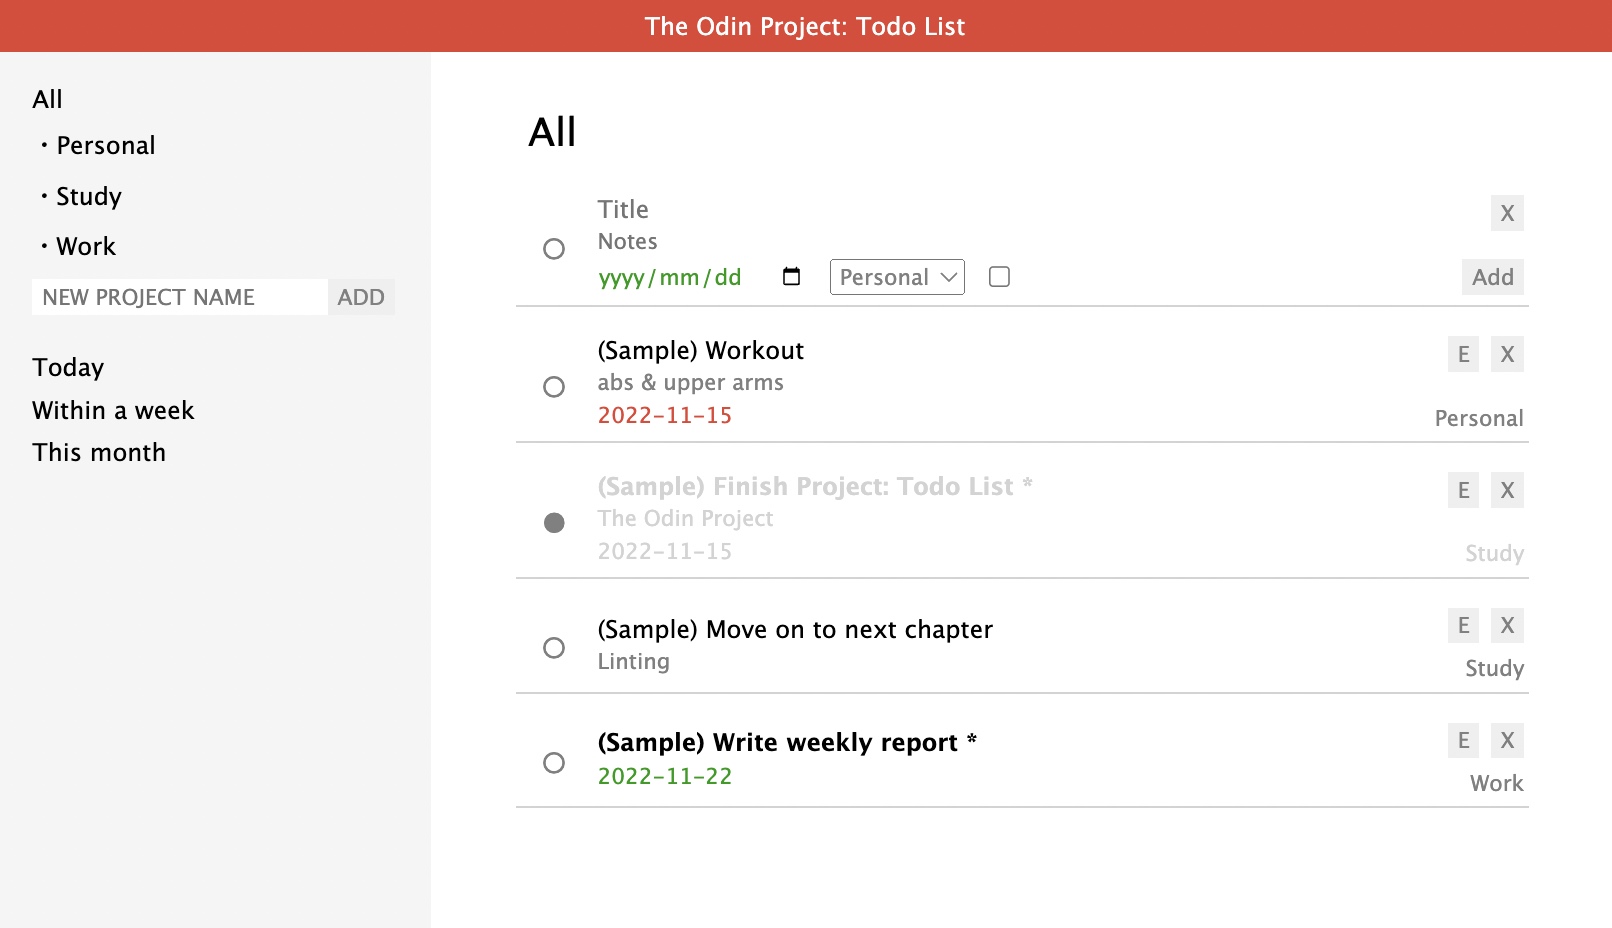 The Odin Project: Todo List
All
・Personal
・Study
・Work
NEW PROJECT NAME ADD
Today
Within a week
This month
All
Title X
Notes
yyyy/mm/dd Personal Add
(Sample) Workout E X
abs & upper arms
2022-11-15 Personal
(Sample) Finish Project: Todo List * E X
The Odin Project
2022-11-15 Study
(Sample) Move on to next chapter E X
Linting Study
(Sample) Write weekly report * E X
2022-11-22 Work